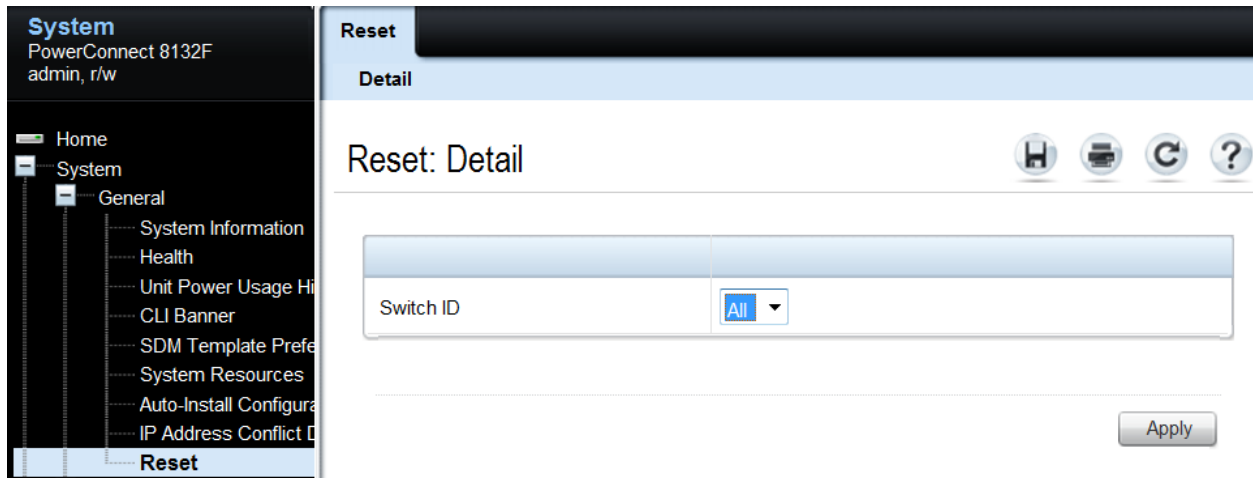 System
PowerConnect 8132F
admin, r/w
Home
System
General
System Information
Health
Unit Power Usage Hi
CLI Banner
SDM Template Prefe
System Resources
Auto-Install Configura
IP Address Conflict D
Reset
Reset
Detail
Reset: Detail
?
Switch ID
All
Apply